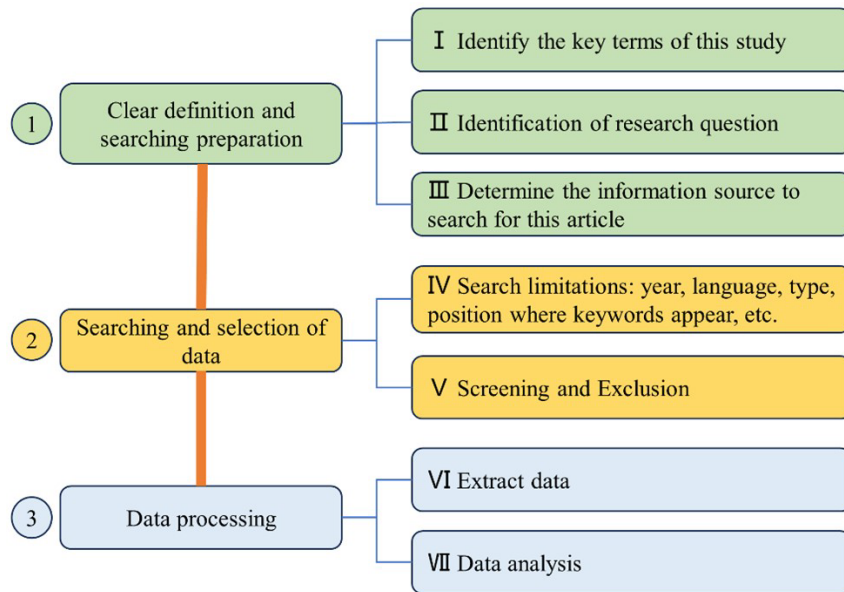 1
Clear definition and
searching preparation
Ⅰ Identify the key terms of this study
Ⅱ Identification of research question
Ⅲ Determine the information source to
search for this article
2
Searching and selection of
data
Ⅳ Search limitations: year, language, type,
position where keywords appear, etc.
Ⅴ Screening and Exclusion
3
Data processing
Ⅵ Extract data
Ⅶ Data analysis